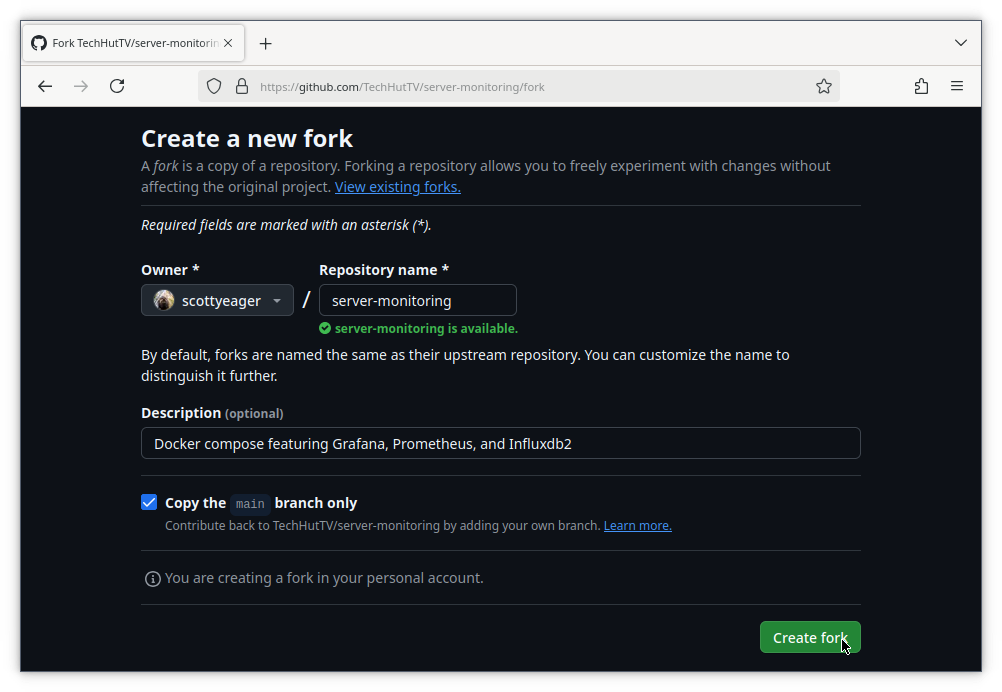 Fork TechHutTV/server-monitorin
https://github.com/TechHutTV/server-monitoring/fork
Create a new fork
A fork is a copy of a repository. Forking a repository allows you to freely experiment with changes without
affecting the original project. View existing forks.
Required fields are marked with an asterisk (*).
Owner * Repository name *
scottyeager / server-monitoring
server-monitoring is available.
By default, forks are named the same as their upstream repository. You can customize the name to
distinguish it further.
Description (optional)
Docker compose featuring Grafana, Prometheus, and Influxdb2
Copy the main branch only
Contribute back to TechHutTV/server-monitoring by adding your own branch. Learn more.
You are creating a fork in your personal account.
Create fork